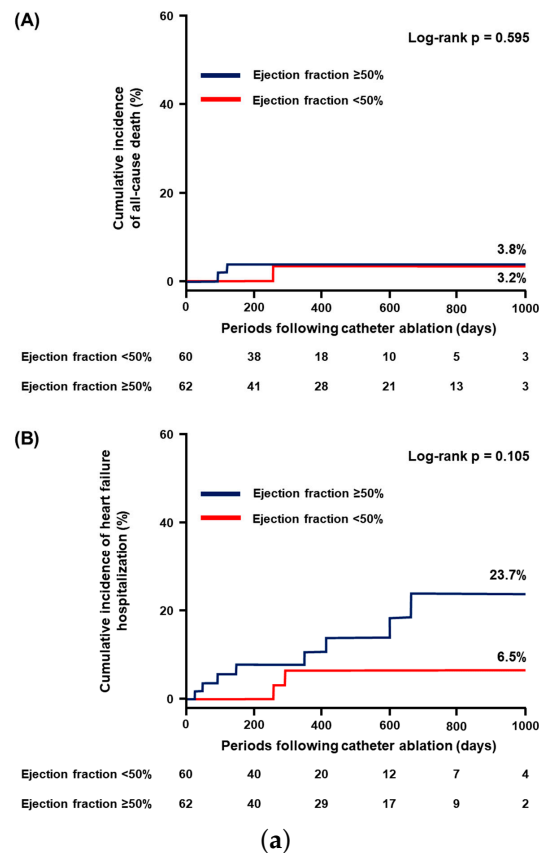 (A)
Log-rank p = 0.595
60
Ejection fraction ≥50%
Ejection fraction <50%
40
Cumulative incidence
of all-cause death (%)
20
3.8%
3.2%
0
0 200 400 600 800 1000
Periods following catheter ablation (days)
Ejection fraction <50% 60 38 18 10 5 3
Ejection fraction ≥50% 62 41 28 21 13 3
(B)
60
Log-rank p = 0.105
Ejection fraction ≥50%
Ejection fraction <50%
40
Cumulative incidence of heart failure
hospitalization (%)
23.7%
20
6.5%
0
0 200 400 600 800 1000
Periods following catheter ablation (days)
Ejection fraction <50% 60 40 20 12 7 4
Ejection fraction ≥50% 62 40 29 17 9 2
(a)